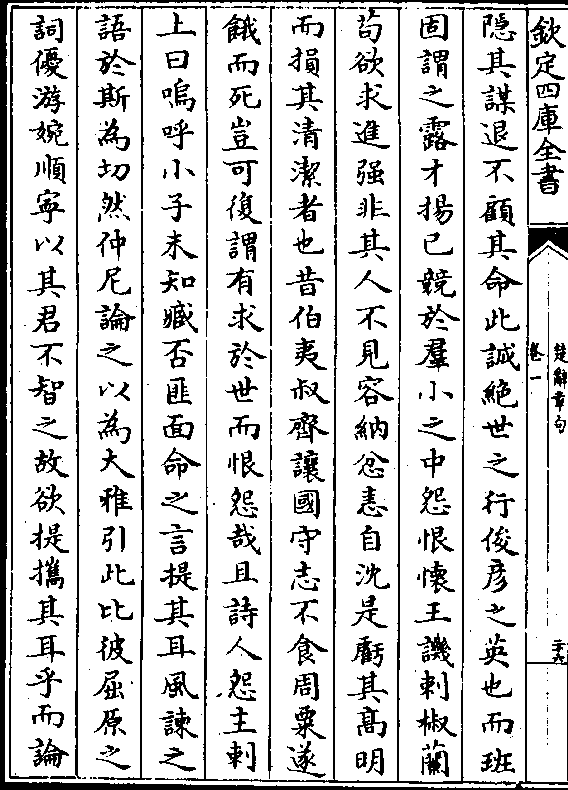 欽定四庫全書
楚辭章句
卷一
二十六
隱其謀退不顧其命此誠絶世之行俊彦之英也而班
固謂之露才揚已競於羣小之中怨恨懷王譏刺椒蘭
茍欲求進强非其人不見容納忿恚自沈是虧其髙明
而損其清潔者也昔伯夷叔齊讓國守志不食周粟遂
餓而死豈可復謂有求於世而恨怨哉且詩人怨主刺
上曰嗚呼小子未知臧否匪面命之言提其耳風諫之
語於斯為切然仲尼論之以為大雅引此比彼屈原之
詞優游婉順寧以其君不智之故欲提攜其耳乎而論